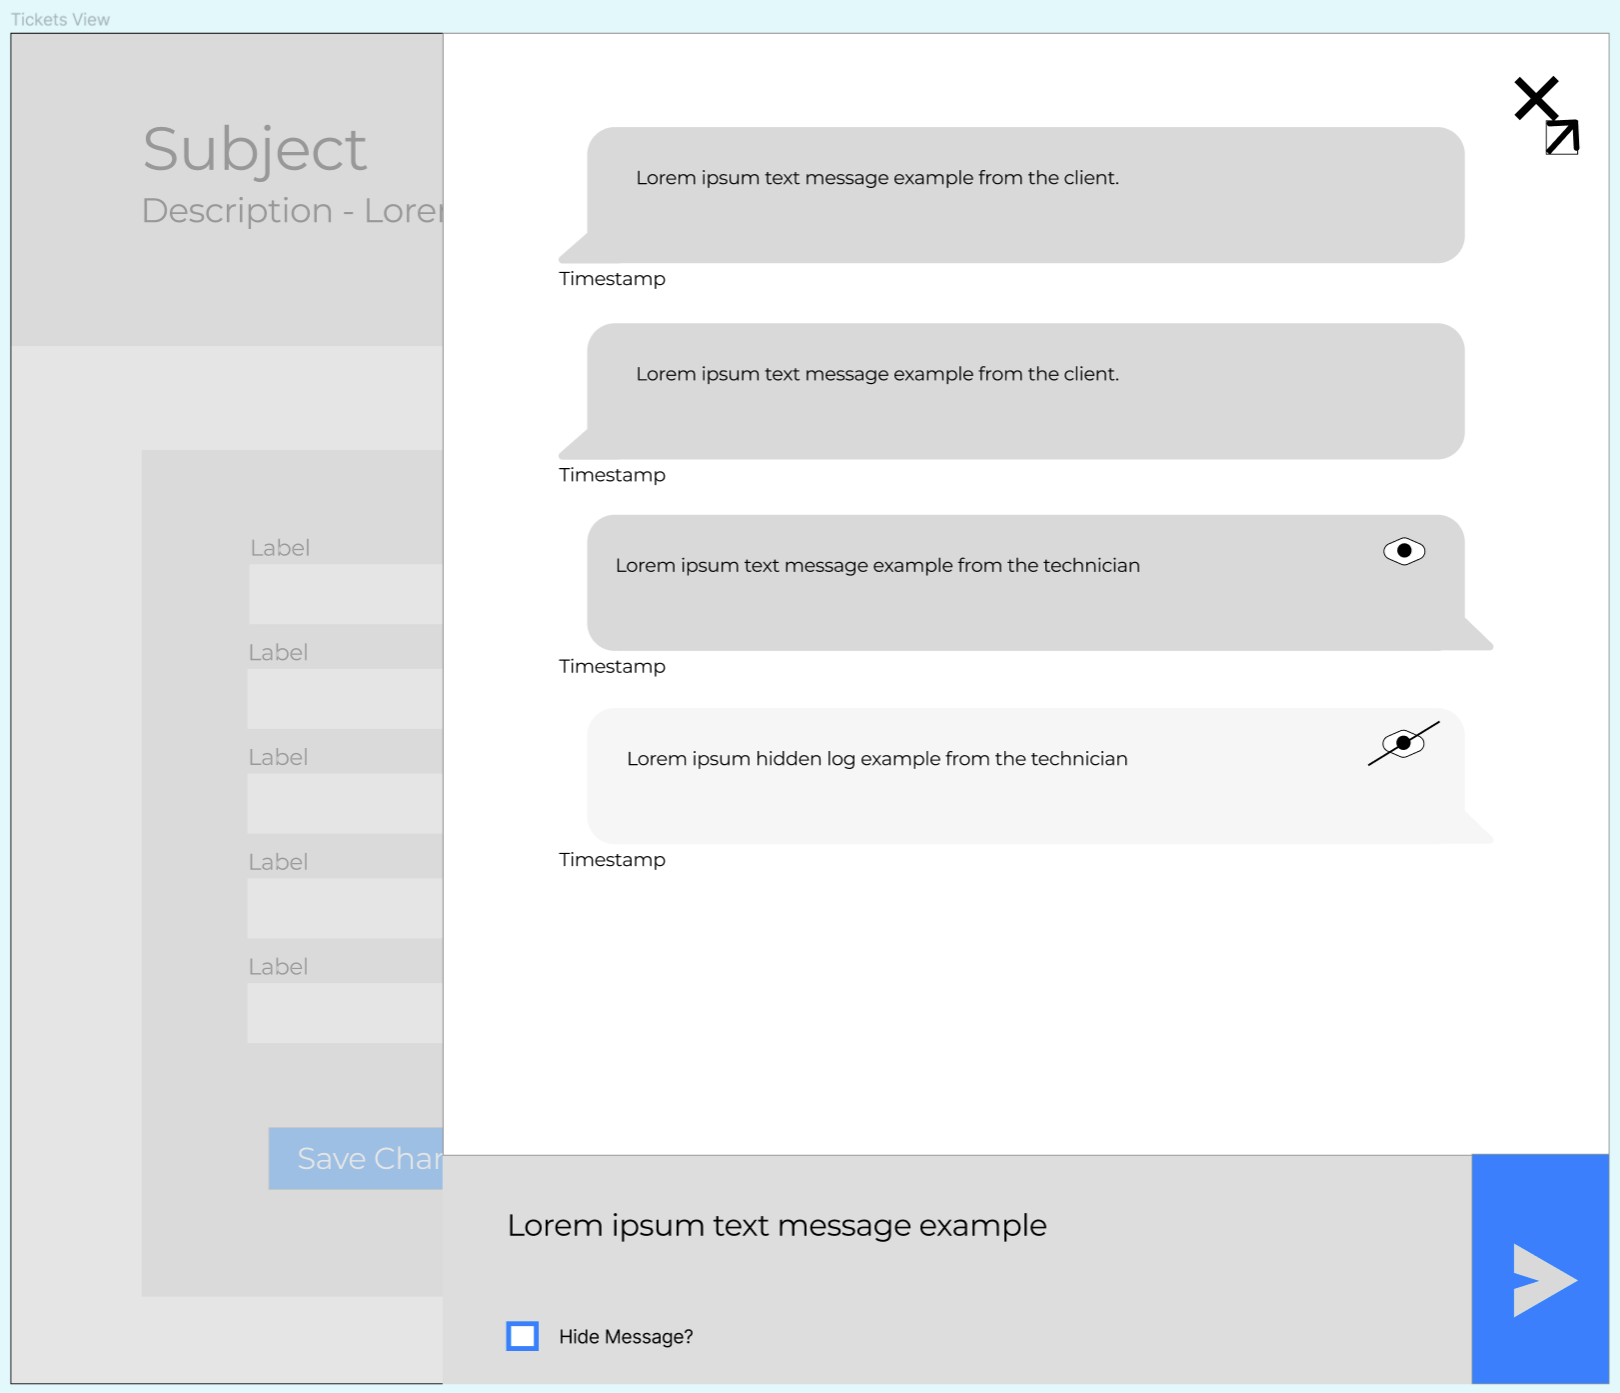 Tickets View
Subject
Description - Lorem
Label
Label
Label
Label
Label
Save Char
Lorem ipsum text message example from the client.
Timestamp
Lorem ipsum text message example from the client.
Timestamp
Lorem ipsum text message example from the technician
Timestamp
Lorem ipsum hidden log example from the technician
Timestamp
Lorem ipsum text message example
Hide Message?